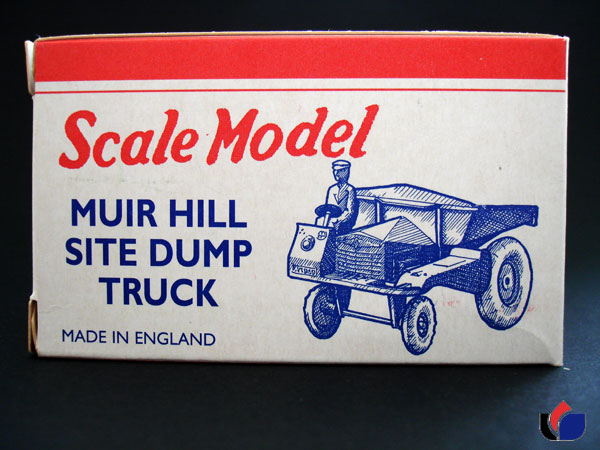 Scale Model
MUIR HILL
SITE DUMP
TRUCK
MADE IN ENGLAND